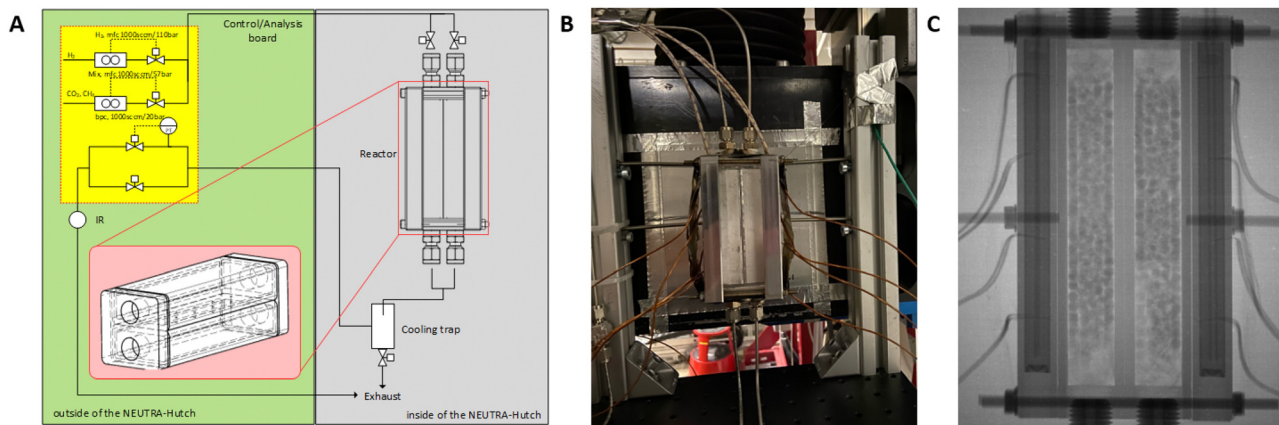 A
Control/Analysis
board
H₂, mfc 1000sccm/110bar
H₂
Mix, mfc 1000sccm/57bar
CO₂, CH₄
bpc, 1000sccm/20bar
PT
Reactor
IR
Cooling trap
Exhaust
outside of the NEUTRA-Hutch
inside of the NEUTRA-Hutch
B
C